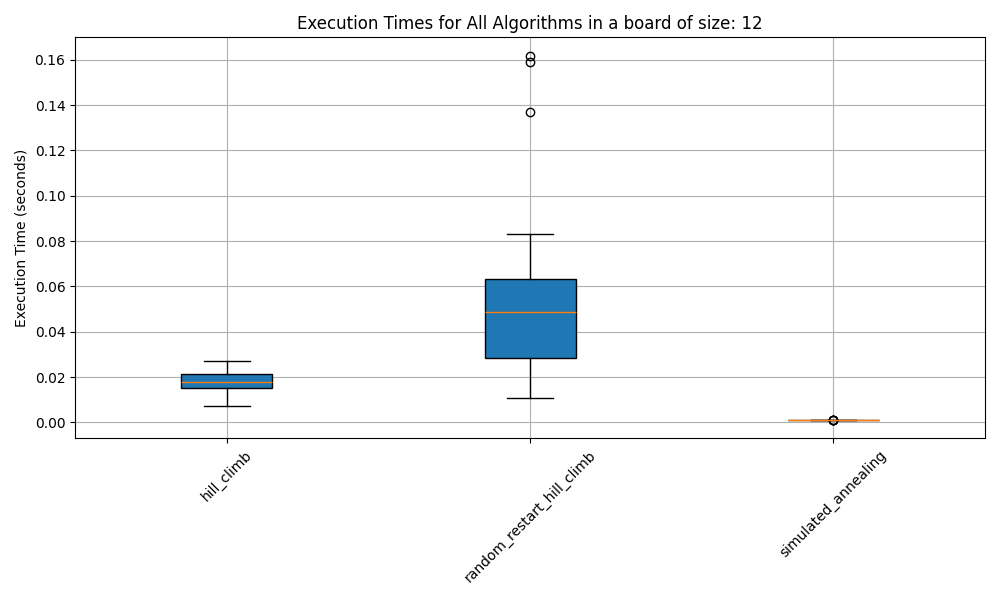 Execution Times for All Algorithms in a board of size: 12
Execution Time (seconds)
0.16
0.14
0.12
0.10
0.08
0.06
0.04
0.02
0.00
hill_climb
random_restart_hill_climb
simulated_annealing